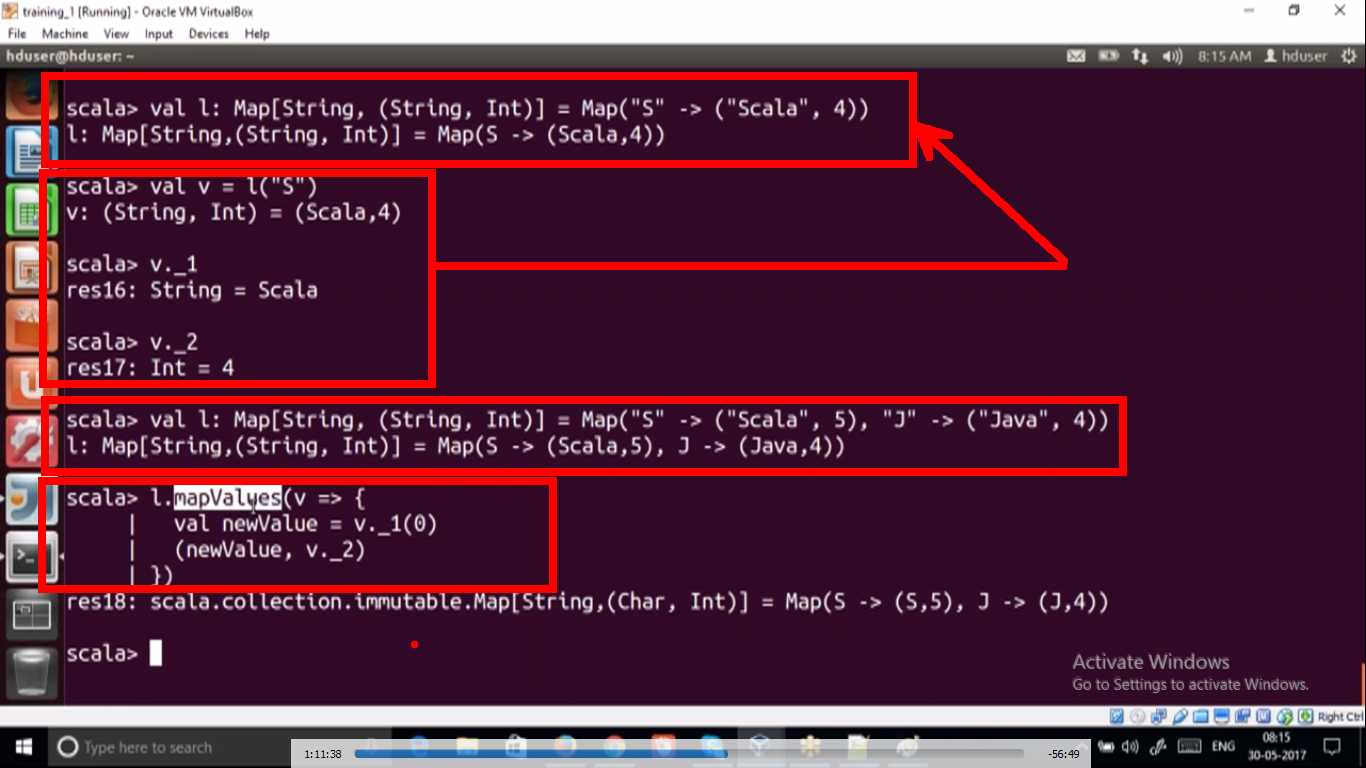 training_1 [Running] - Oracle VM VirtualBox
File Machine View Input Devices Help
hduser@hduser: ~
8:15 AM hduser
scala> val l: Map[String, (String, Int)] = Map("S" -> ("Scala", 4))
l: Map[String,(String, Int)] = Map(S -> (Scala,4))
scala> val v = l("S")
v: (String, Int) = (Scala,4)
scala> v._1
res16: String = Scala
scala> v._2
res17: Int = 4
scala> val l: Map[String, (String, Int)] = Map("S" -> ("Scala", 5), "J" -> ("Java", 4))
l: Map[String,(String, Int)] = Map(S -> (Scala,5), J -> (Java,4))
scala> l.mapValues(v => {
| val newValue = v._1(0)
| (newValue, v._2)
| })
res18: scala.collection.immutable.Map[String,(Char, Int)] = Map(S -> (S,5), J -> (J,4))
scala>
Activate Windows
Go to Settings to activate Windows.
Right Ctrl
Type here to search
1:11:38
-56:49
ENG
08:15
30-05-2017